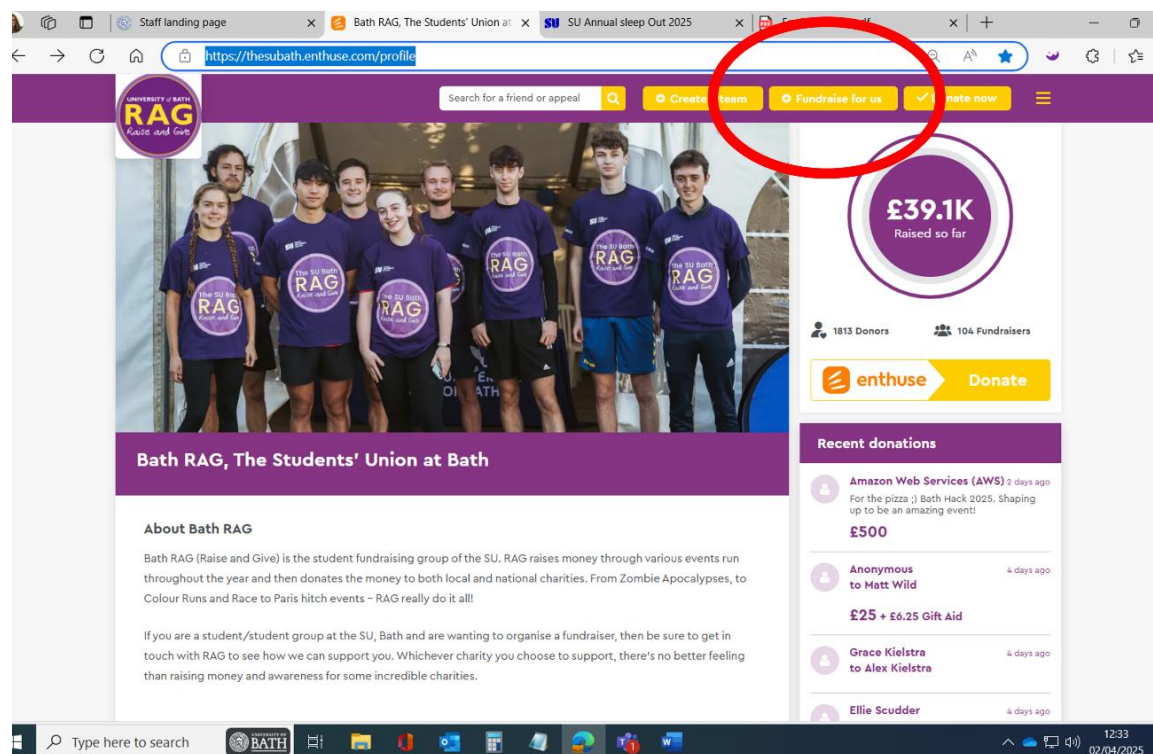 Staff landing page
Bath RAG, The Students' Union at
SU SU Annual sleep Out 2025
https://thesubath.enthuse.com/profile
UNIVERSITY of BATH
RAG
Raise and Give
Search for a friend or appeal
Fundraise for us
£39.1K
Raised so far
The SU Bath
RAG
Raise and Give
1813 Donors 104 Fundraisers
enthuse Donate
Bath RAG, The Students' Union at Bath
Recent donations
Amazon Web Services (AWS) 2 days ago
For the pizza ;) Bath Hack 2025. Shaping
up to be an amazing event!
£500
Anonymous 4 days ago
to Matt Wild
£25 + £6.25 Gift Aid
Grace Kielstra 4 days ago
to Alex Kielstra
Ellie Scudder 4 days ago
About Bath RAG
Bath RAG (Raise and Give) is the student fundraising group of the SU. RAG raises money through various events run
throughout the year and then donates the money to both local and national charities. From Zombie Apocalypses, to
Colour Runs and Race to Paris hitch events – RAG really do it all!
If you are a student/student group at the SU, Bath and are wanting to organise a fundraiser, then be sure to get in
touch with RAG to see how we can support you. Whichever charity you choose to support, there's no better feeling
than raising money and awareness for some incredible charities.
Type here to search
UNIVERSITY OF
BATH
12:33
02/04/2025